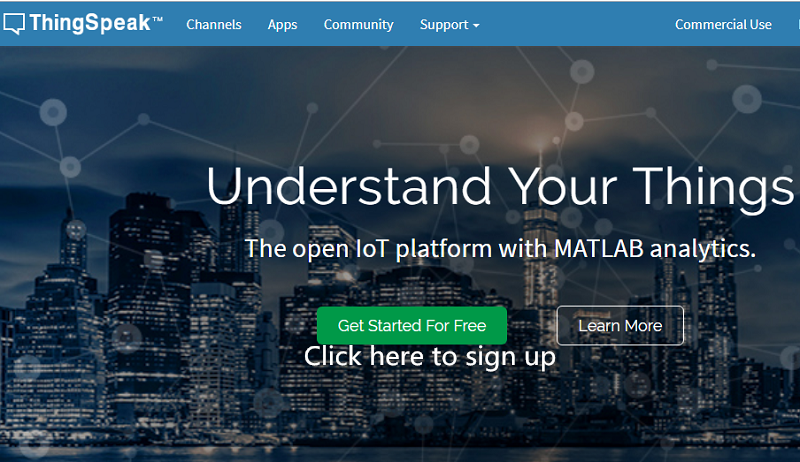 ThingSpeak™ Channels Apps Community Support Commercial Use
Understand Your Things
The open IoT platform with MATLAB analytics.
Get Started For Free Learn More
Click here to sign up